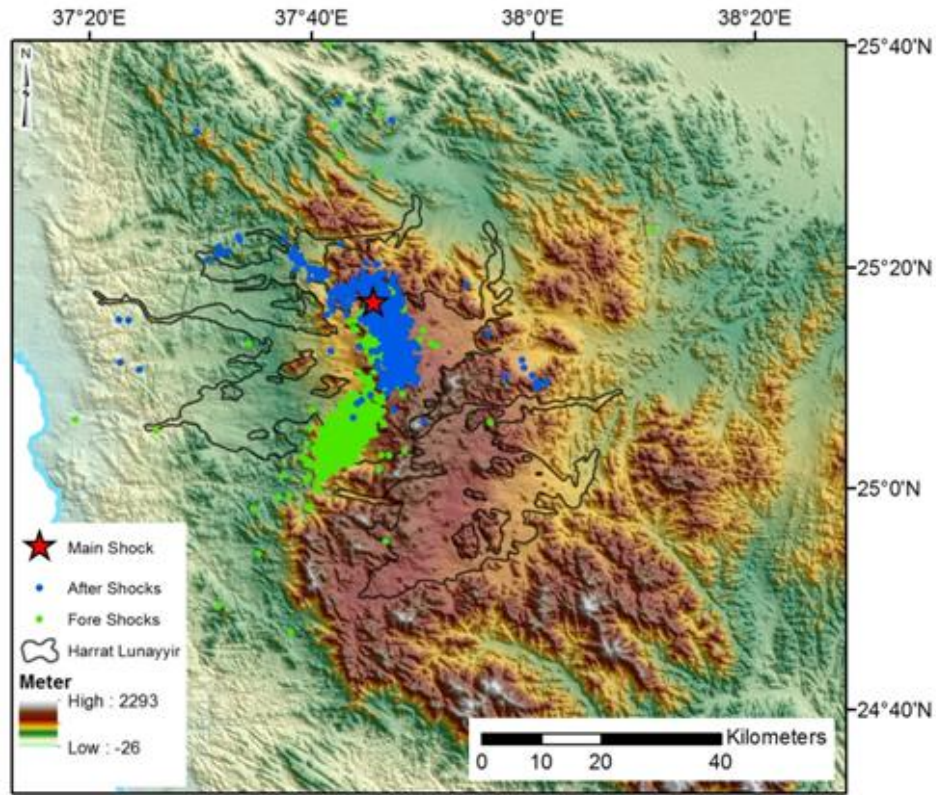 37°20'E 37°40'E 38°0'E 38°20'E
25°40'N
N
25°20'N
25°0'N
Main Shock
After Shocks
Fore Shocks
Harrat Lunayyir
Meter
High : 2293
Low : -26
24°40'N
Kilometers
0 10 20 40